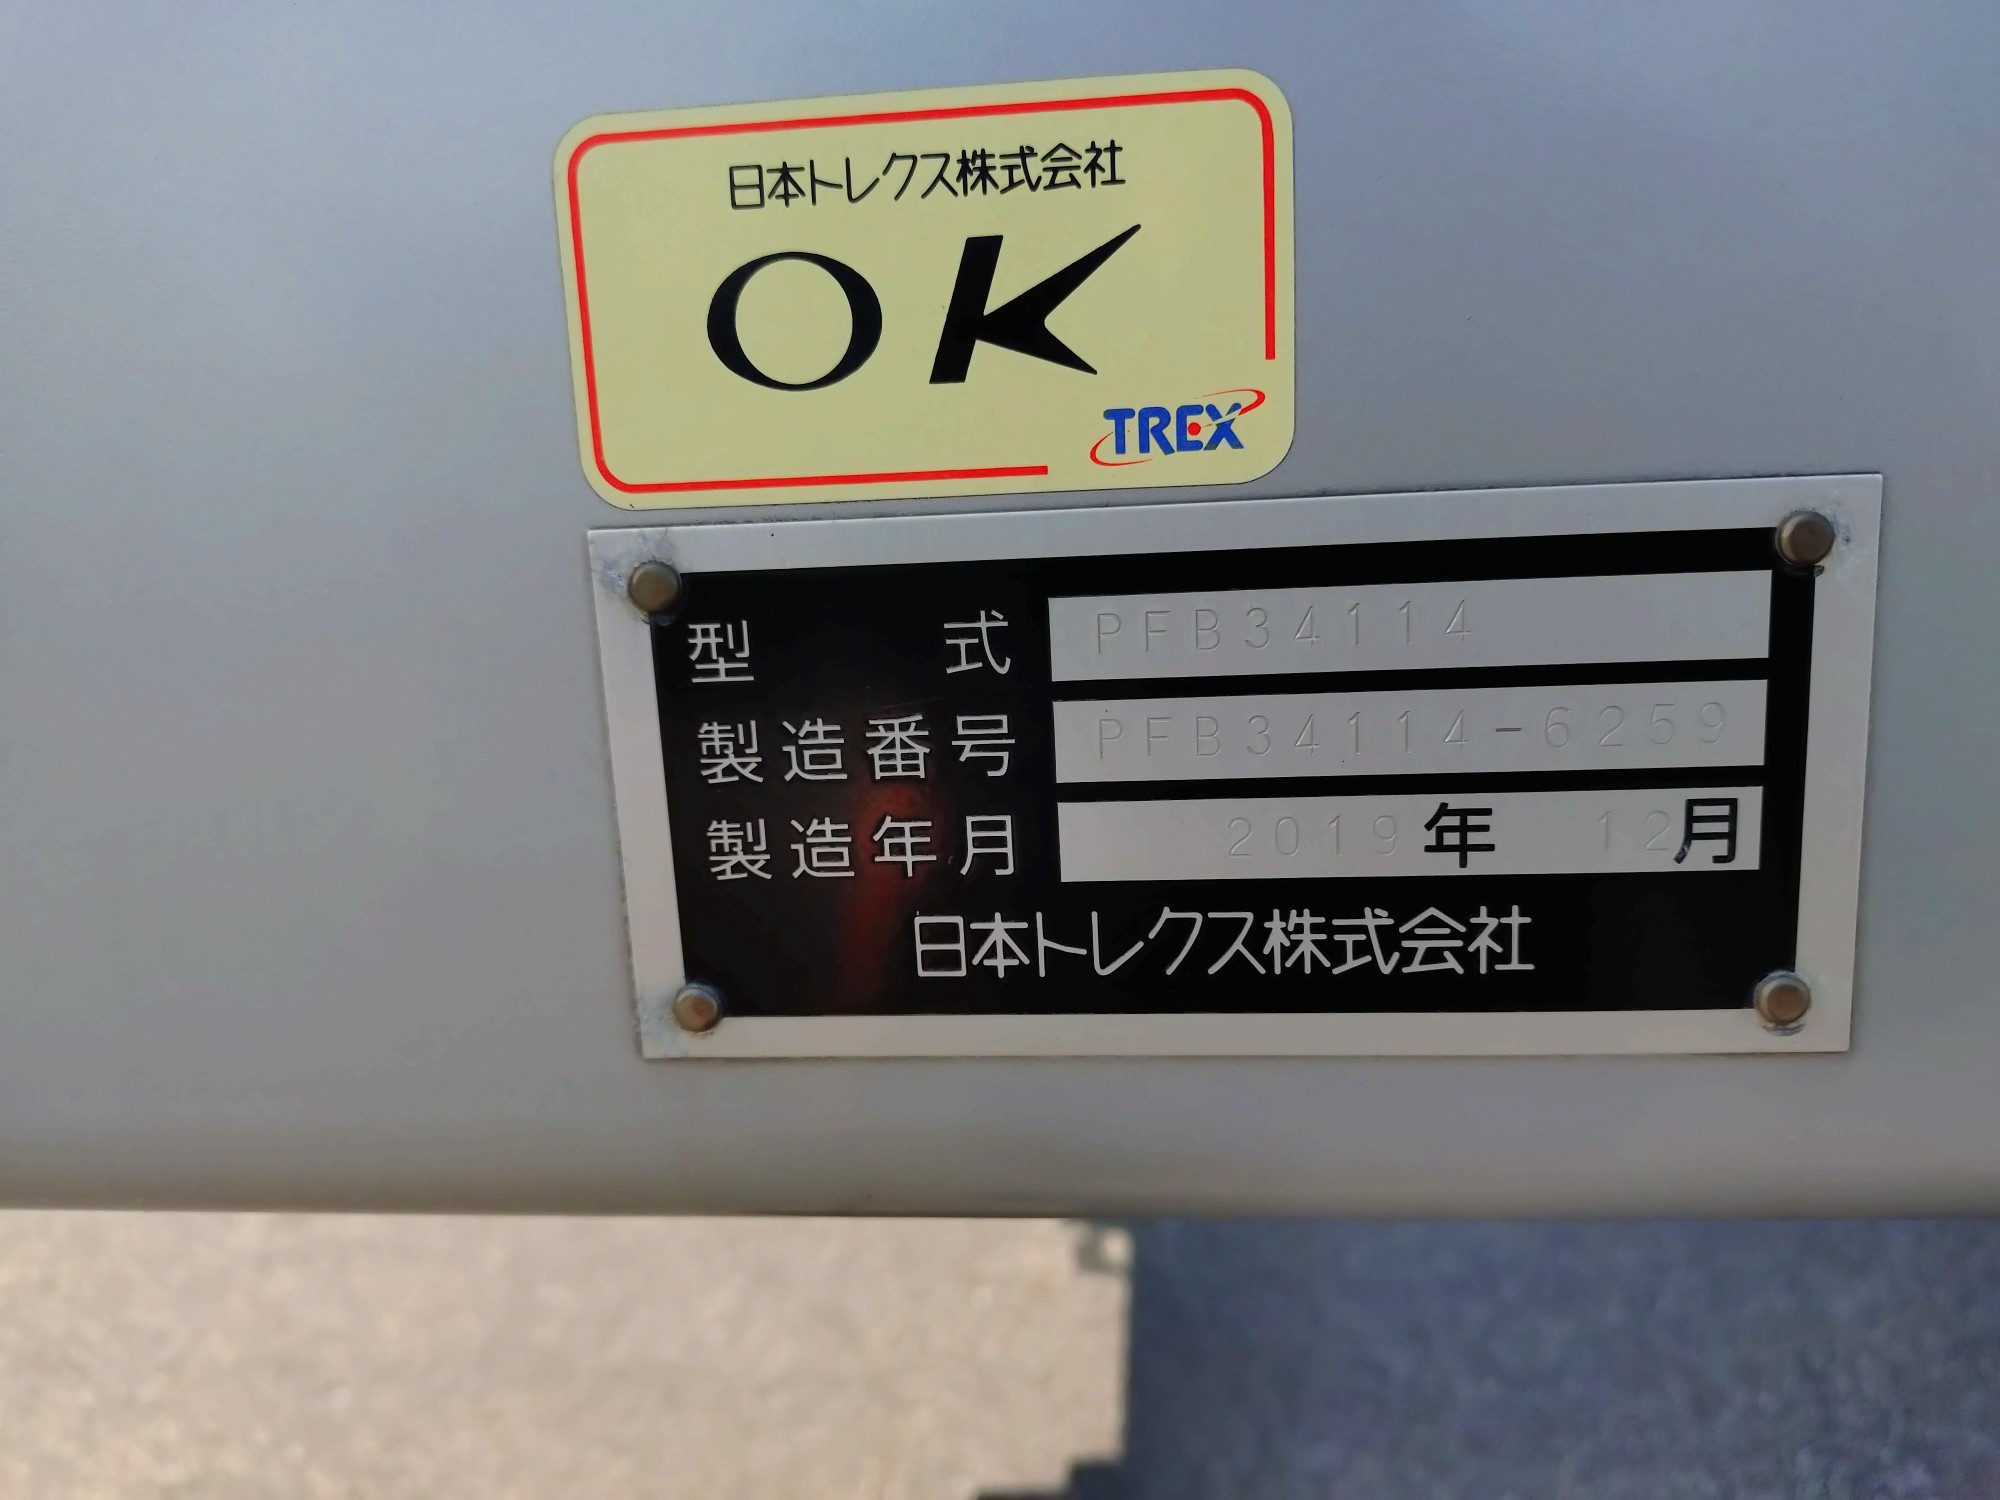 日本トレクス株式会社
OK
TREX
型式 PFB34114
製造番号 PFB34114-6259
製造年月 2019年 12月
日本トレクス株式会社